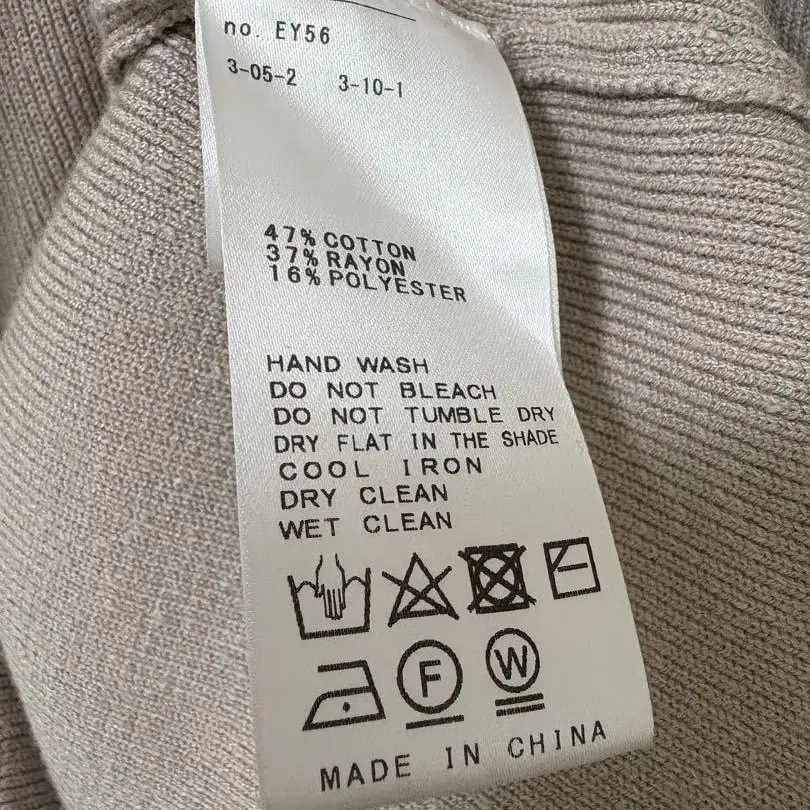 no. EY56
3-05-2 3-10-1
47% COTTON
37% RAYON
16% POLYESTER
HAND WASH
DO NOT BLEACH
DO NOT TUMBLE DRY
DRY FLAT IN THE SHADE
COOL IRON
DRY CLEAN
WET CLEAN
F W
MADE IN CHINA